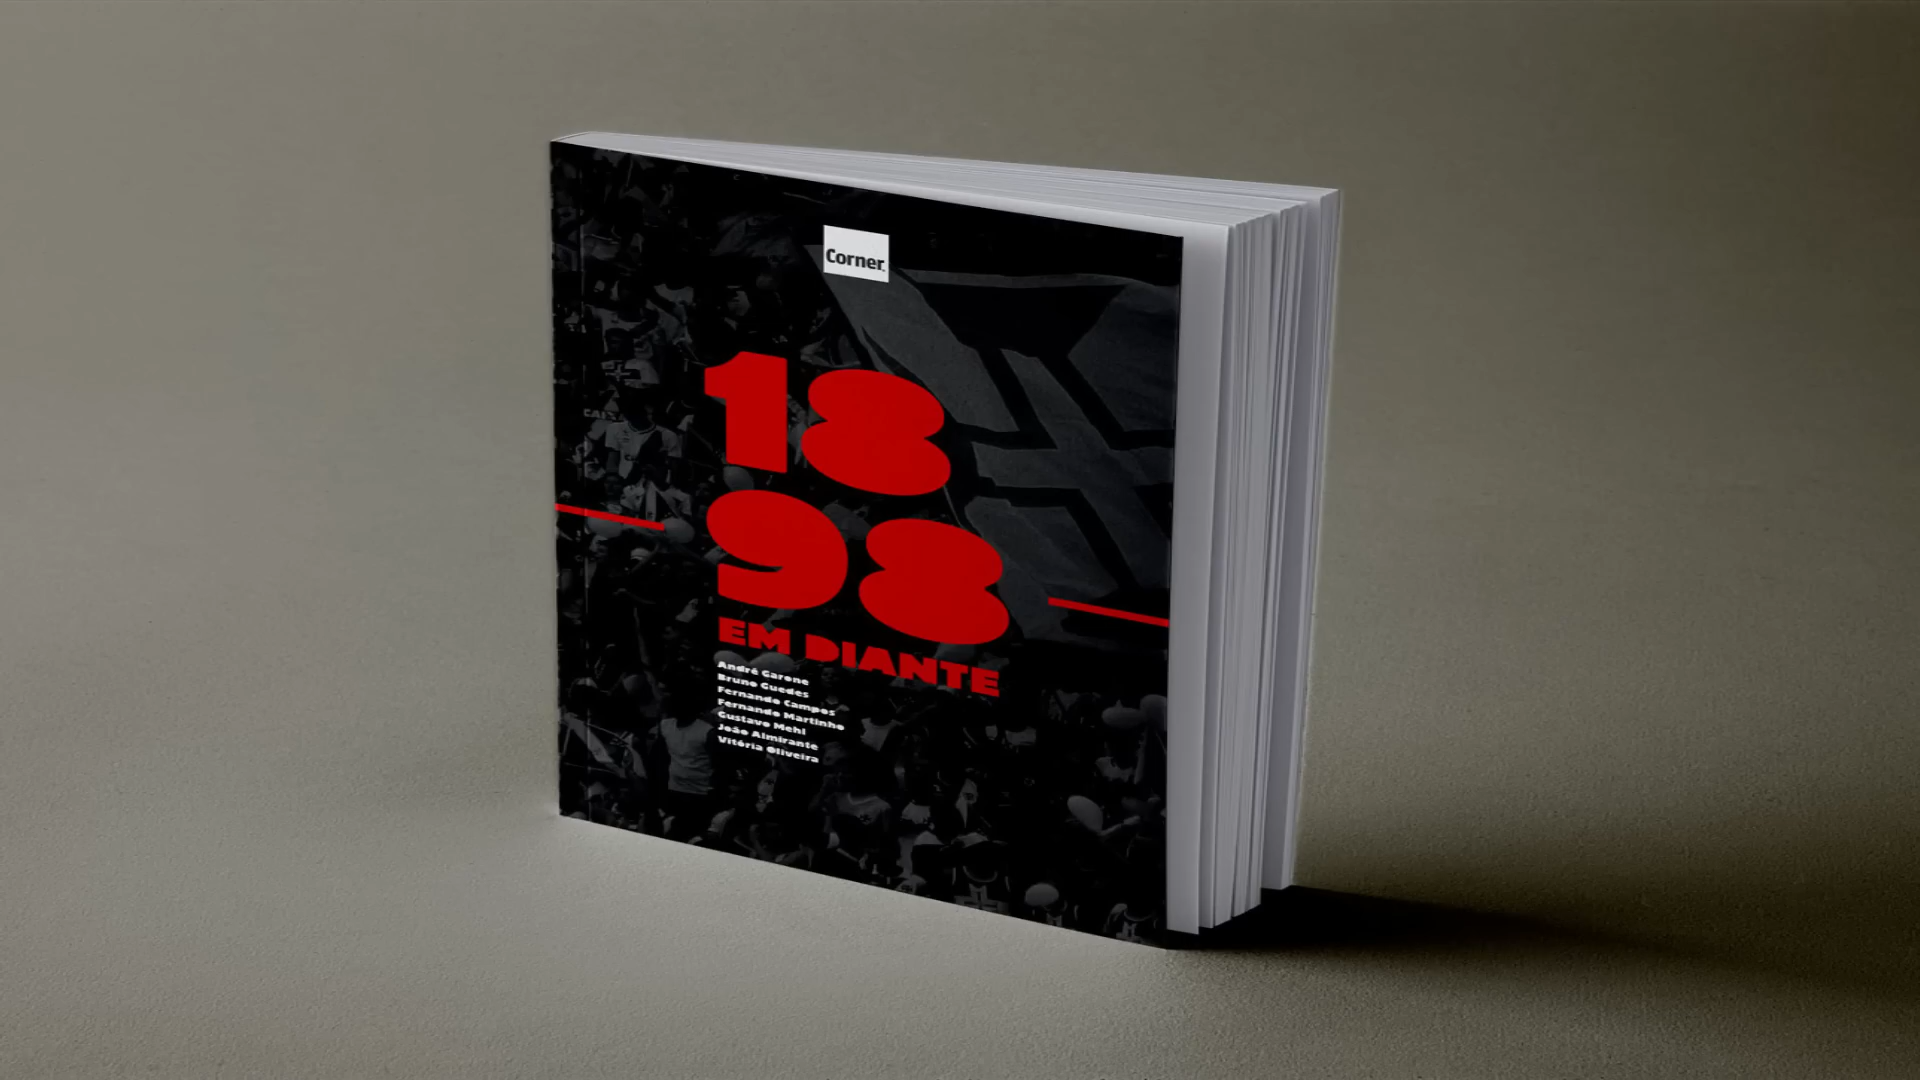 Corner.
18
98
EM DIANTE
André Garone
Bruno Guedes
Fernando Campos
Fernando Martinho
Gustavo Mehl
João Almirante
Vitória Oliveira